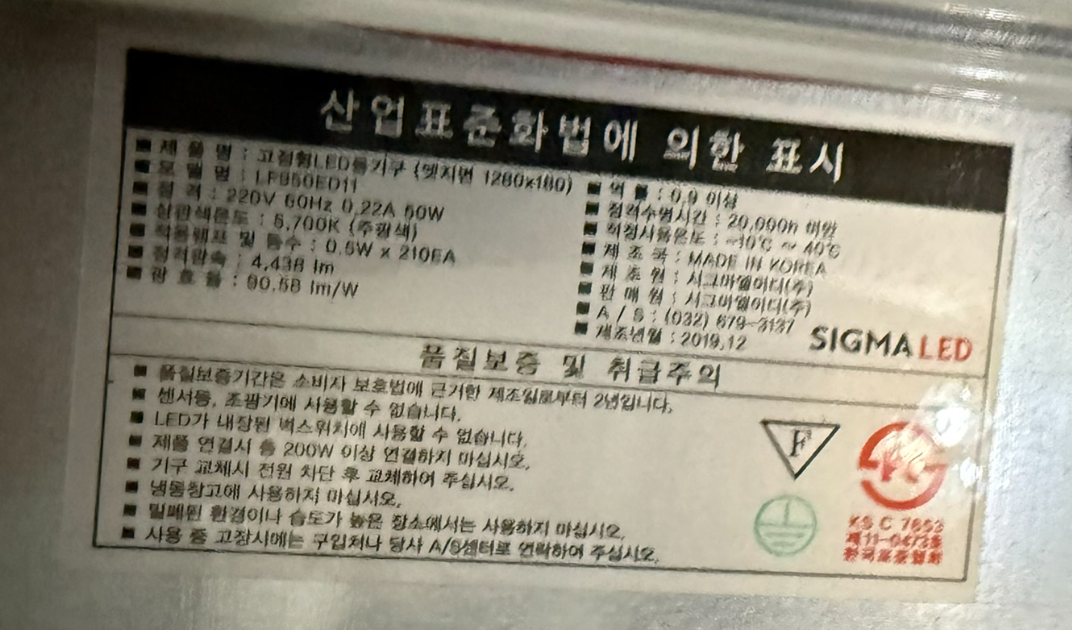 산업표준화법에 의한 표시
■ 제 품 명 : 고정형LED등기구 (엣지면 1280x180)
■ 모 델 명 :
■ 정 격 : 220V 60Hz 0.22A 50W
■ 상관색온도 : 5,700K (주광색)
■ 적용램프 및 등수 : 0.5W x 210EA
■ 정격광속 : 4,438 lm
■ 광 효 율 : 90.58 lm/W
■ 역 률 : 0.9 이상
■ 정격수명시간 : 20,000h 미만
■ 적정사용온도 : -10℃ ~ 40℃
■ 제 조 국 : MADE IN KOREA
■ 제 조 원 : 시그마엘이디(주)
■ 판 매 원 : 시그마엘이디(주)
■ A / S : (032) 679-3137
■ 제조년월 : 2019.12
SIGMA LED
품질보증 및 취급주의
■ 품질보증기간은 소비자 보호법에 근거한 제조일로부터 2년입니다.
■ 센서등, 조광기에 사용할 수 없습니다.
■ LED가 내장된 벽스위치에 사용할 수 없습니다.
■ 제품 연결시 총 200W 이상 연결하지 마십시오.
■ 기구 교체시 전원 차단 후 교체하여 주십시오.
■ 냉동창고에 사용하지 마십시오.
■ 밀폐된 환경이나 습도가 높은 장소에서는 사용하지 마십시오.
■ 사용 중 고장시에는 구입처나 당사 A/S센터로 연락하여 주십시오.
F
KS C 7653
한국표준협회